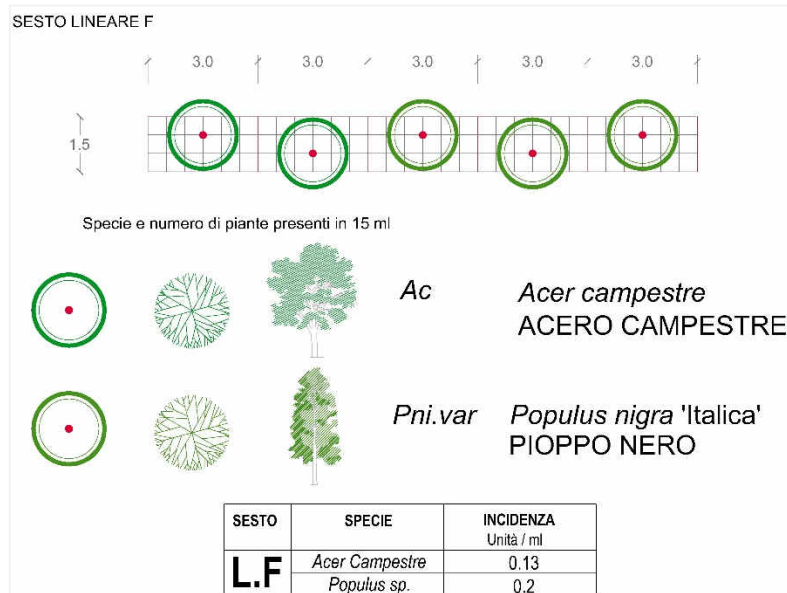 SESTO LINEARE F
3.0 3.0 3.0 3.0 3.0
1.5
Specie e numero di piante presenti in 15 ml
Ac Acer campestre
ACERO CAMPESTRE
Pni.var Populus nigra 'Italica'
PIOPPO NERO
SESTO SPECIE INCIDENZA
Unità / ml
L.F Acer Campestre 0.13
Populus sp. 0.2